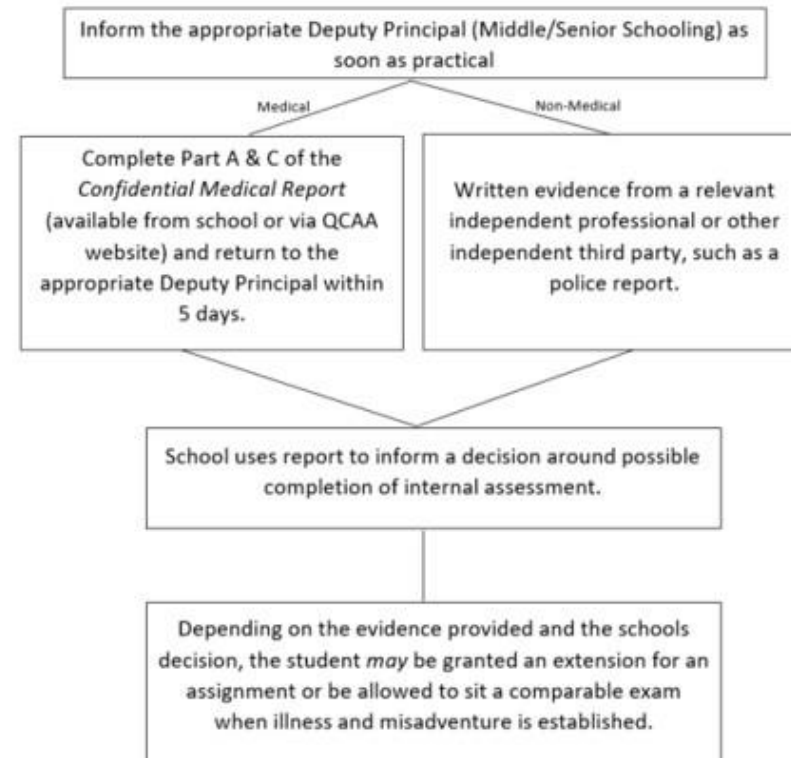 Inform the appropriate Deputy Principal (Middle/Senior Schooling) as
soon as practical
Medical
Non-Medical
Complete Part A & C of the
Confidential Medical Report
(available from school or via QCAA
website) and return to the
appropriate Deputy Principal within
5 days.
Written evidence from a relevant
independent professional or other
independent third party, such as a
police report.
School uses report to inform a decision around possible
completion of internal assessment.
Depending on the evidence provided and the schools
decision, the student may be granted an extension for an
assignment or be allowed to sit a comparable exam
when illness and misadventure is established.